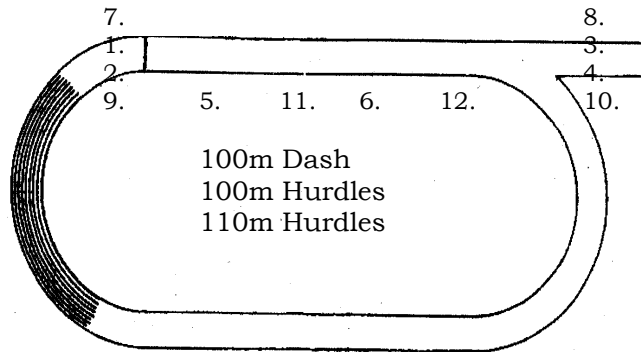 7. 8.
1. 3.
2. 4.
9. 5. 11. 6. 12. 10.
100m Dash
100m Hurdles
110m Hurdles